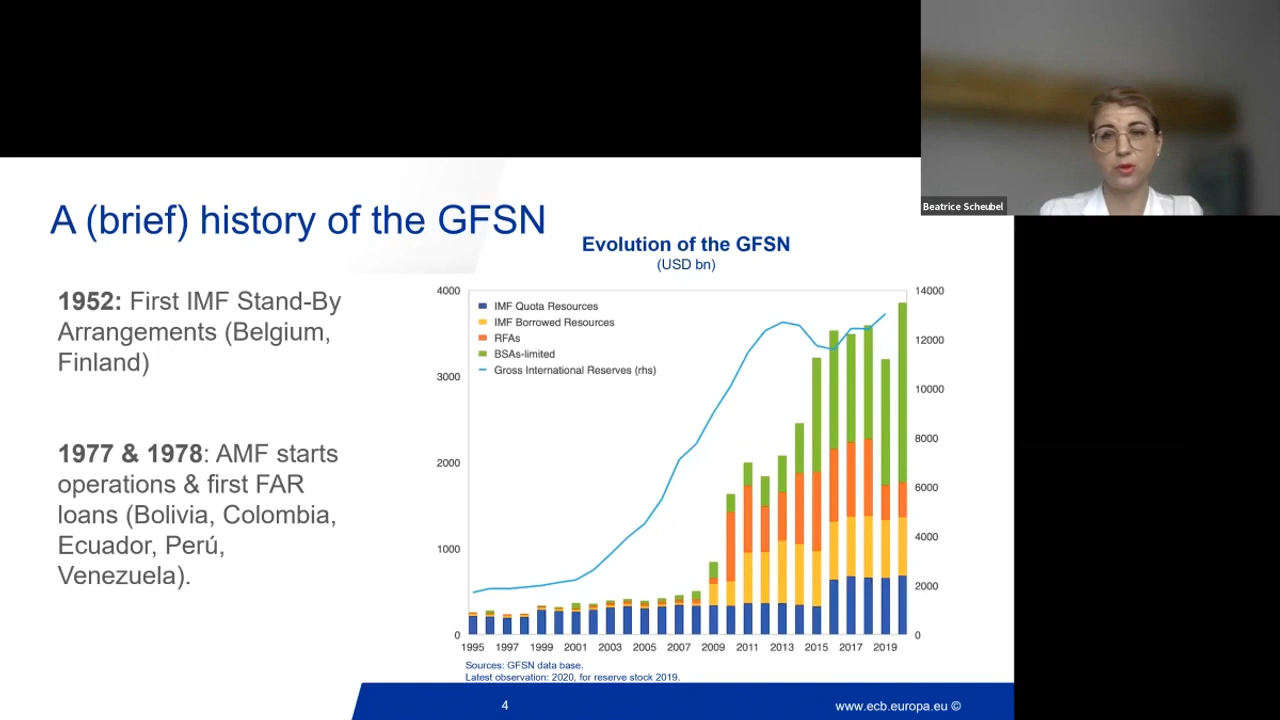 Beatrice Scheubel
A (brief) history of the GFSN
1952: First IMF Stand-By
Arrangements (Belgium,
Finland)
1977 & 1978: AMF starts
operations & first FAR
loans (Bolivia, Colombia,
Ecuador, Perú,
Venezuela).
Evolution of the GFSN
(USD bn)
4000
3000
2000
1000
0
IMF Quota Resources
IMF Borrowed Resources
RFAs
BSAs-limited
Gross International Reserves (rhs)
14000
12000
10000
8000
6000
4000
2000
0
1995 1997 1999 2001 2003 2005 2007 2009 2011 2013 2015 2017 2019
Sources: GFSN data base.
Latest observation: 2020, for reserve stock 2019.
4
www.ecb.europa.eu ©